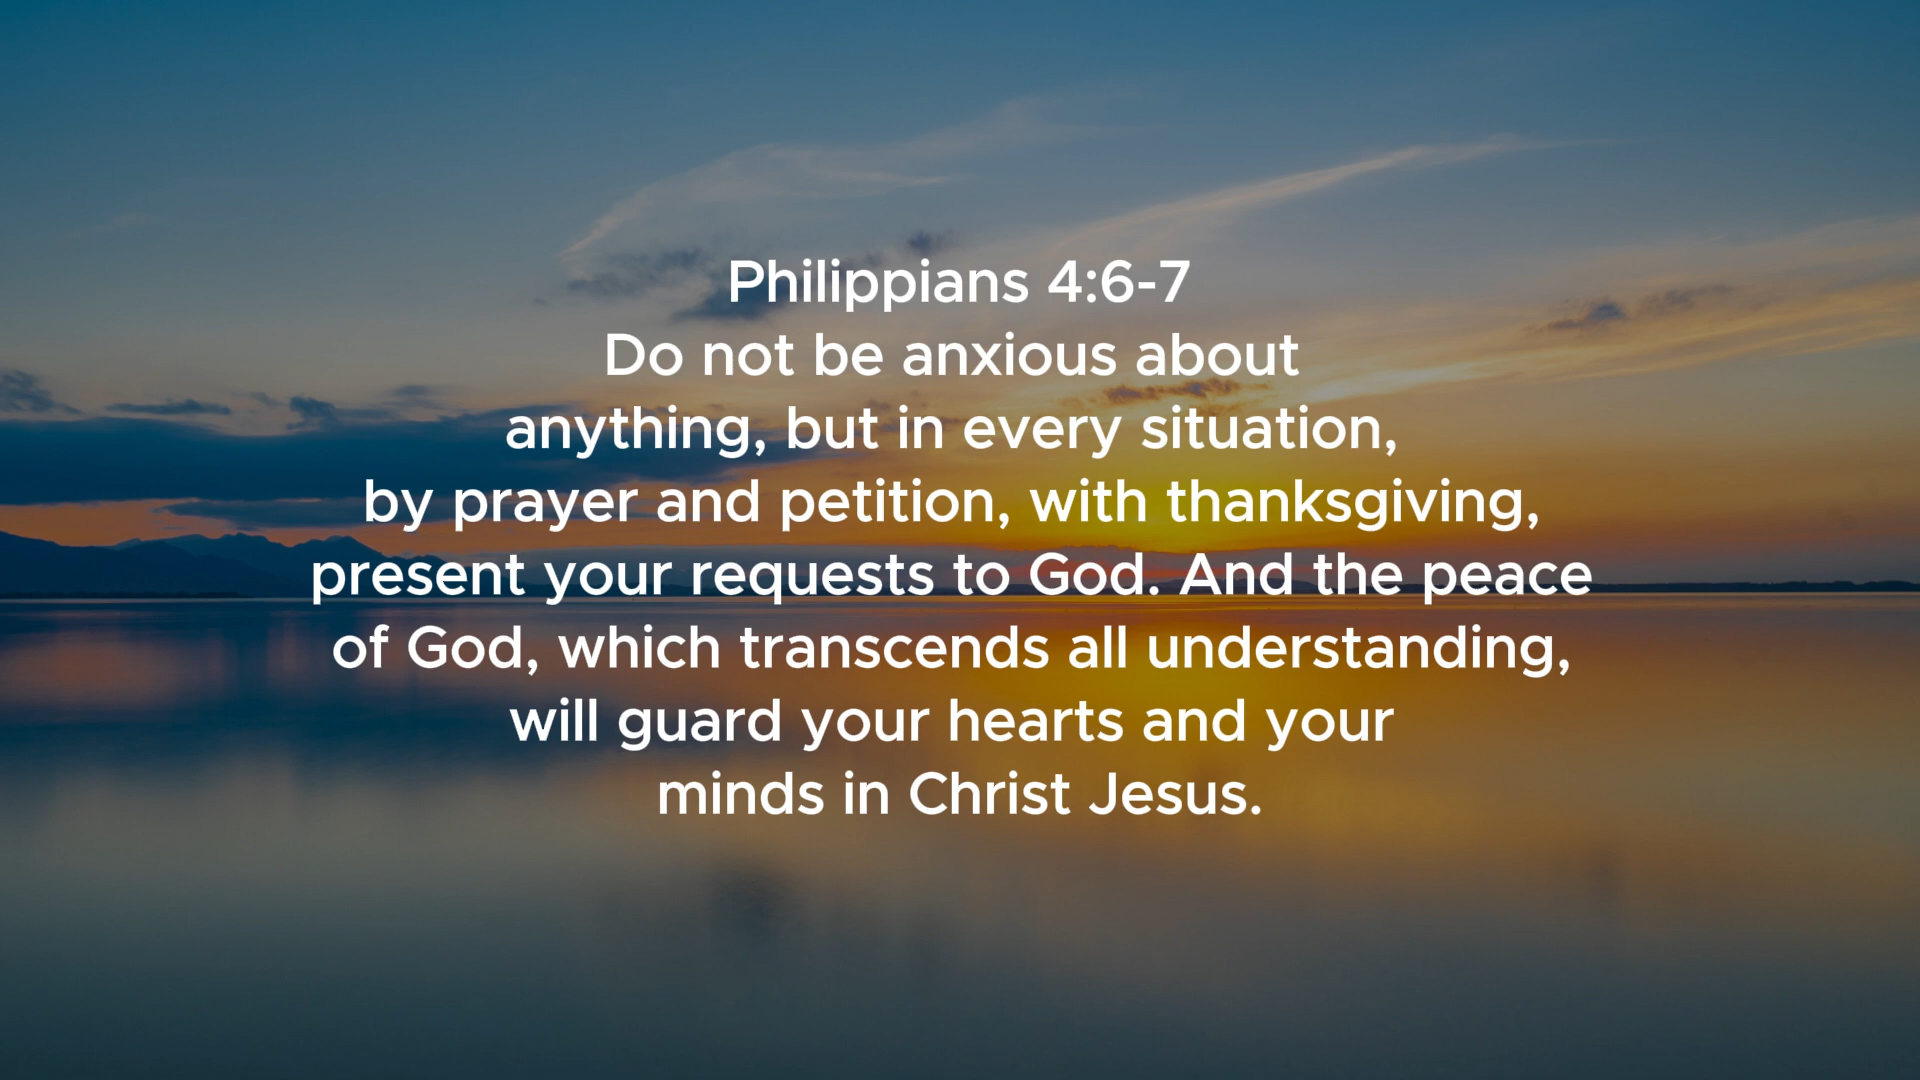 Philippians 4:6-7
Do not be anxious about
anything, but in every situation,
by prayer and petition, with thanksgiving,
present your requests to God. And the peace
of God, which transcends all understanding,
will guard your hearts and your
minds in Christ Jesus.